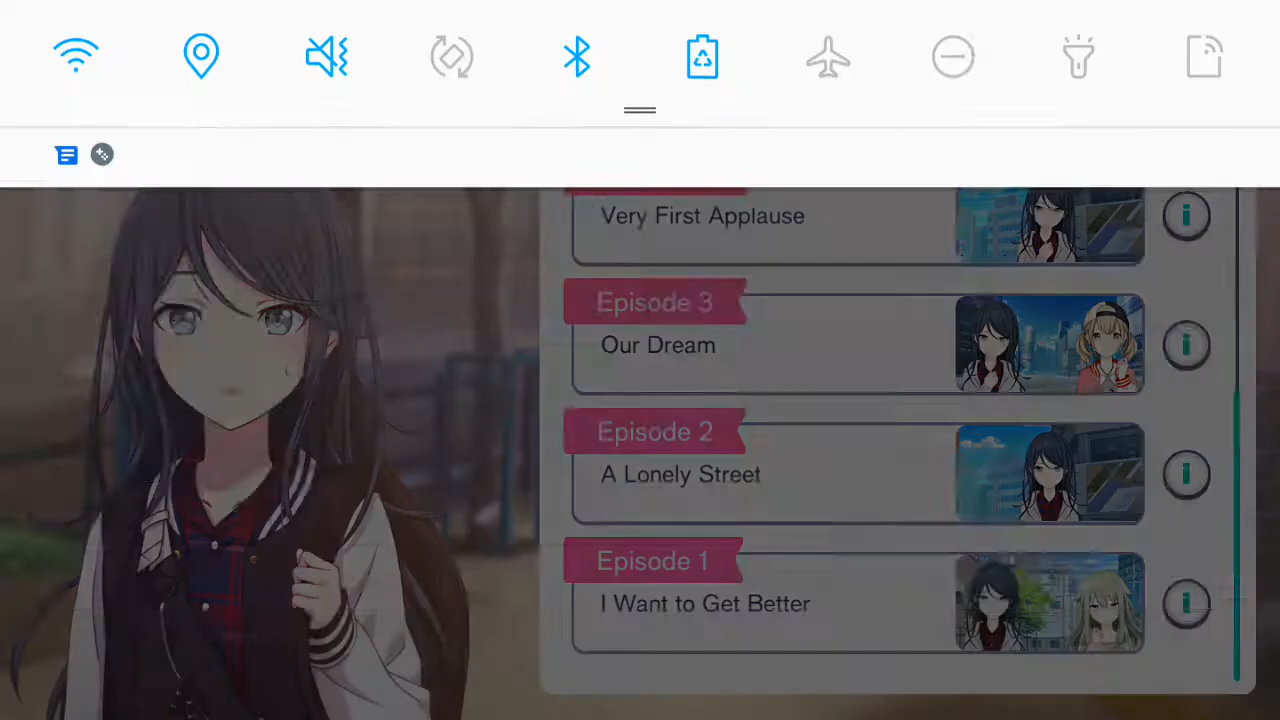 Very First Applause
Episode 3
Our Dream
Episode 2
A Lonely Street
Episode 1
I Want to Get Better